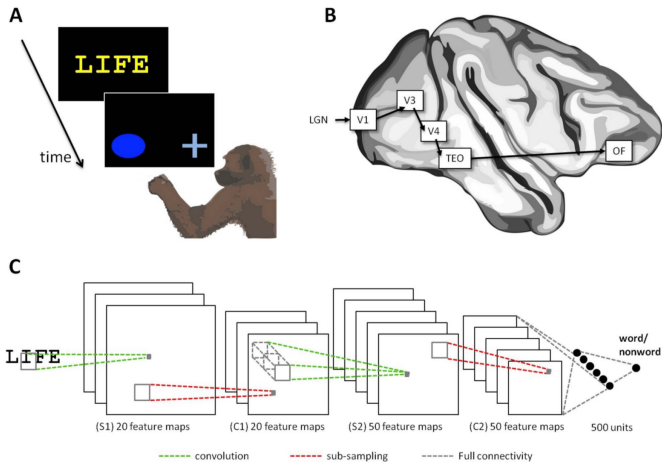 A
LIFE
time
B
LGN
V1
V3
V4
TEO
OF
C
LIFE
word/
nonword
(S1) 20 feature maps
(C1) 20 feature maps
(S2) 50 feature maps
(C2) 50 feature maps
500 units
convolution
sub-sampling
Full connectivity